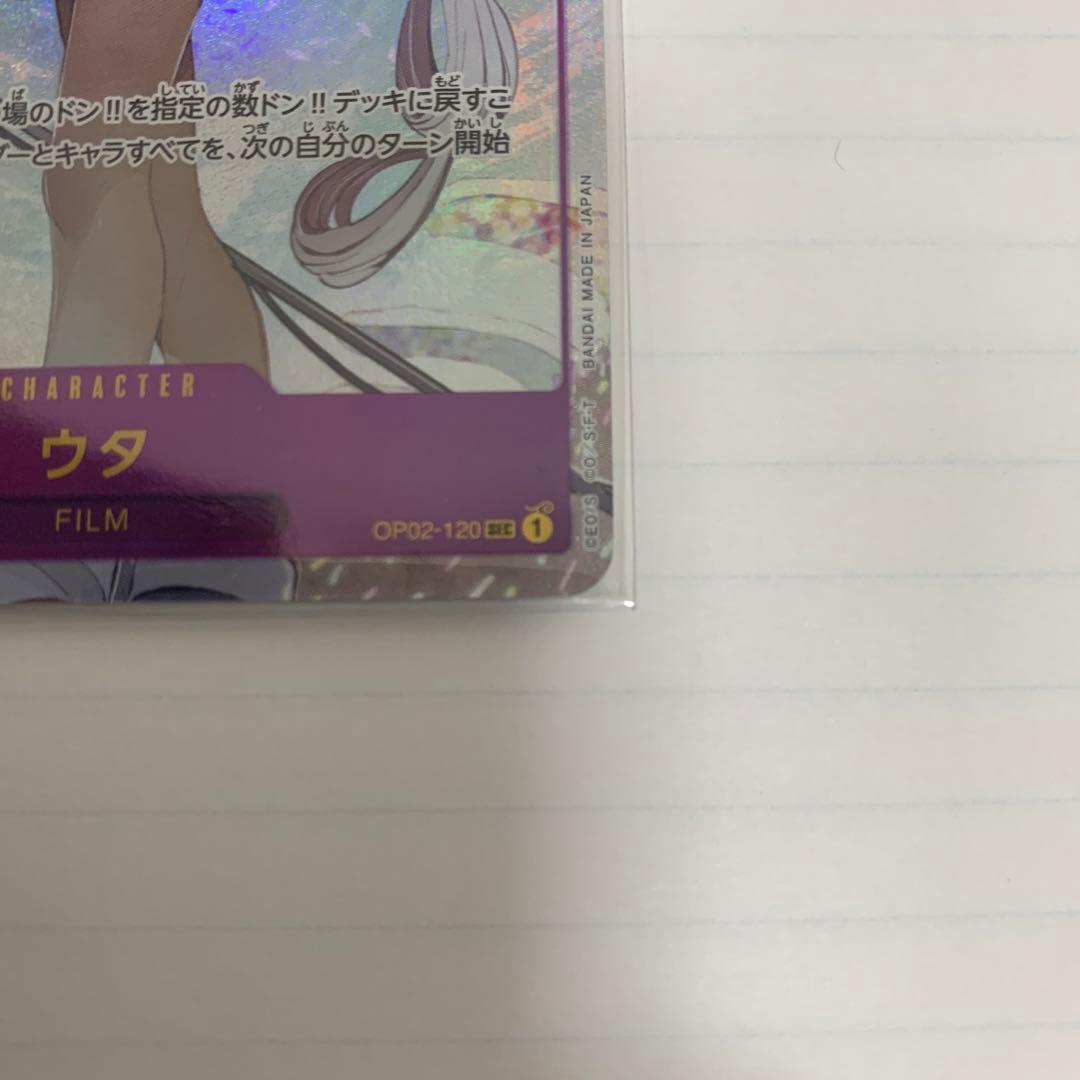 場のドン!!を指定の数ドン!!デッキに戻すこ
ーとキャラすべてを、次の自分のターン開始
CHARACTER
ウタ
FILM
OP02-120 SEC 1
©EO/S ©O/S·F·T BANDAI MADE IN JAPAN